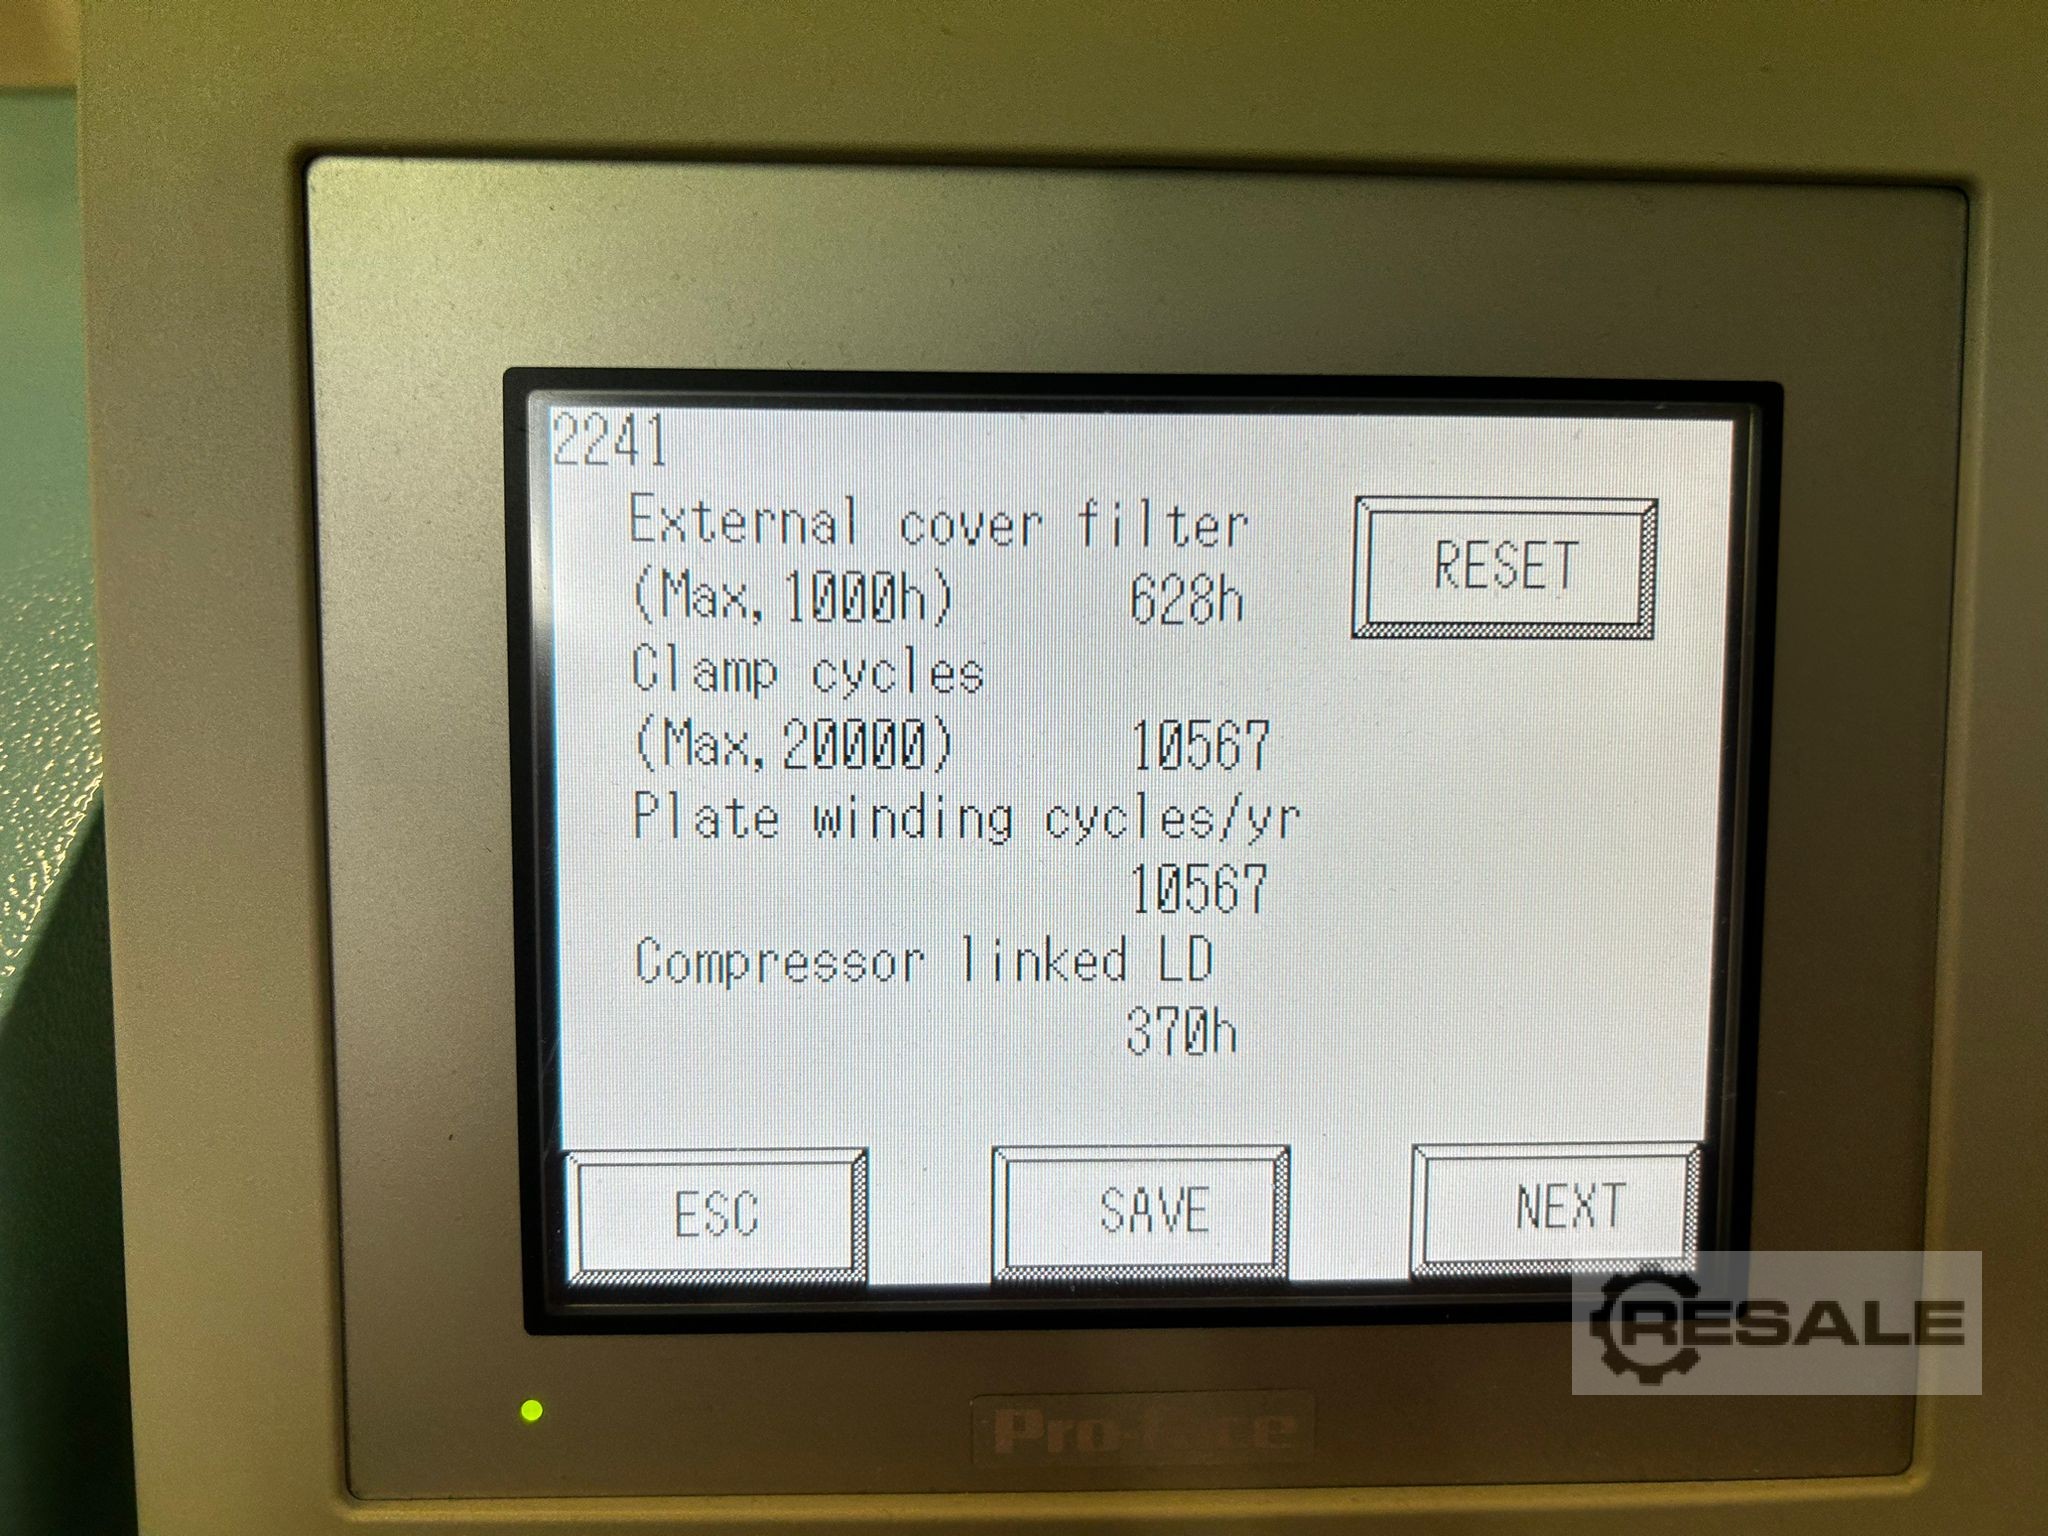 2241
External cover filter
(Max,1000h) 628h
RESET
Clamp cycles
(Max,20000) 10567
Plate winding cycles/yr
10567
Compressor linked LD
370h
ESC SAVE NEXT
RESALE
Pro-face